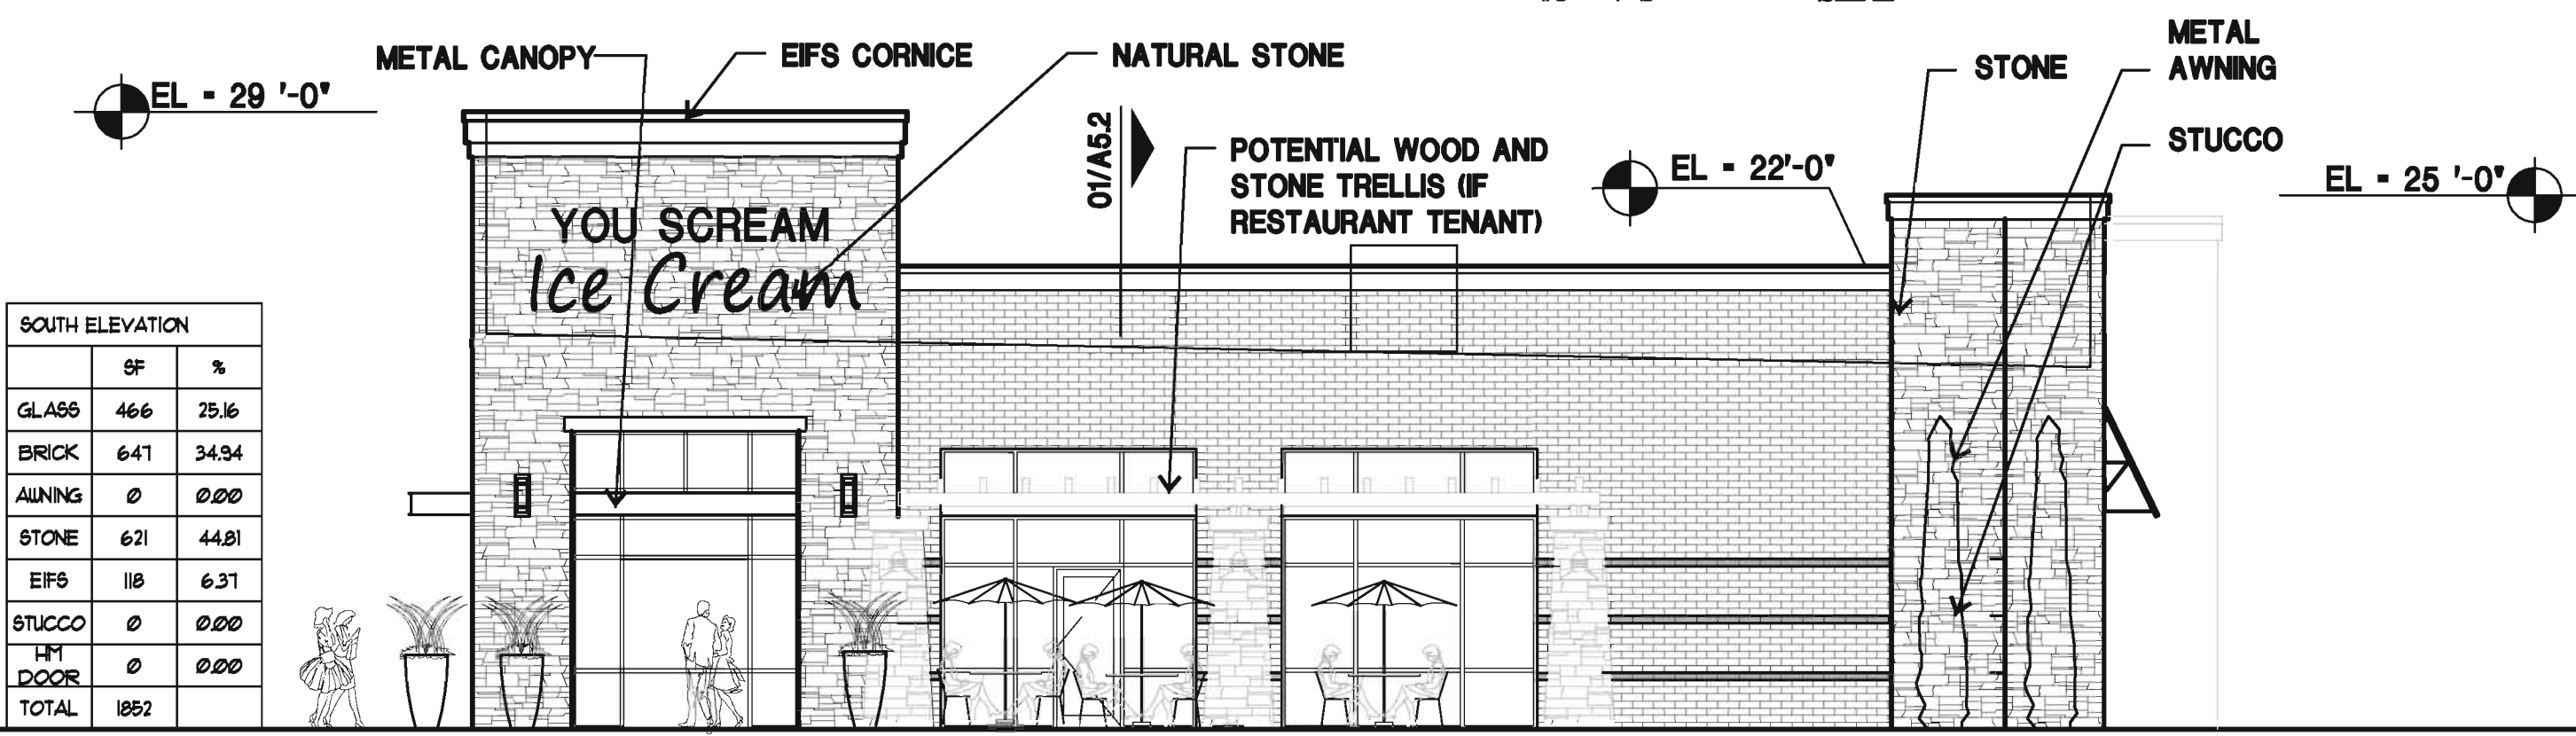 METAL CANOPY
EIFS CORNICE
NATURAL STONE
STONE
METAL
AWNING
STUCCO
EL = 29 '-0"
01/A5.2
POTENTIAL WOOD AND
STONE TRELLIS (IF
RESTAURANT TENANT)
EL = 22'-0"
EL = 25 '-0"
YOU SCREAM
Ice Cream
SOUTH ELEVATION
SF %
GLASS 466 25.16
BRICK 647 34.94
AWNING 0 0.00
STONE 621 44.81
EIFS 118 6.37
STUCCO 0 0.00
HM
DOOR 0 0.00
TOTAL 1852